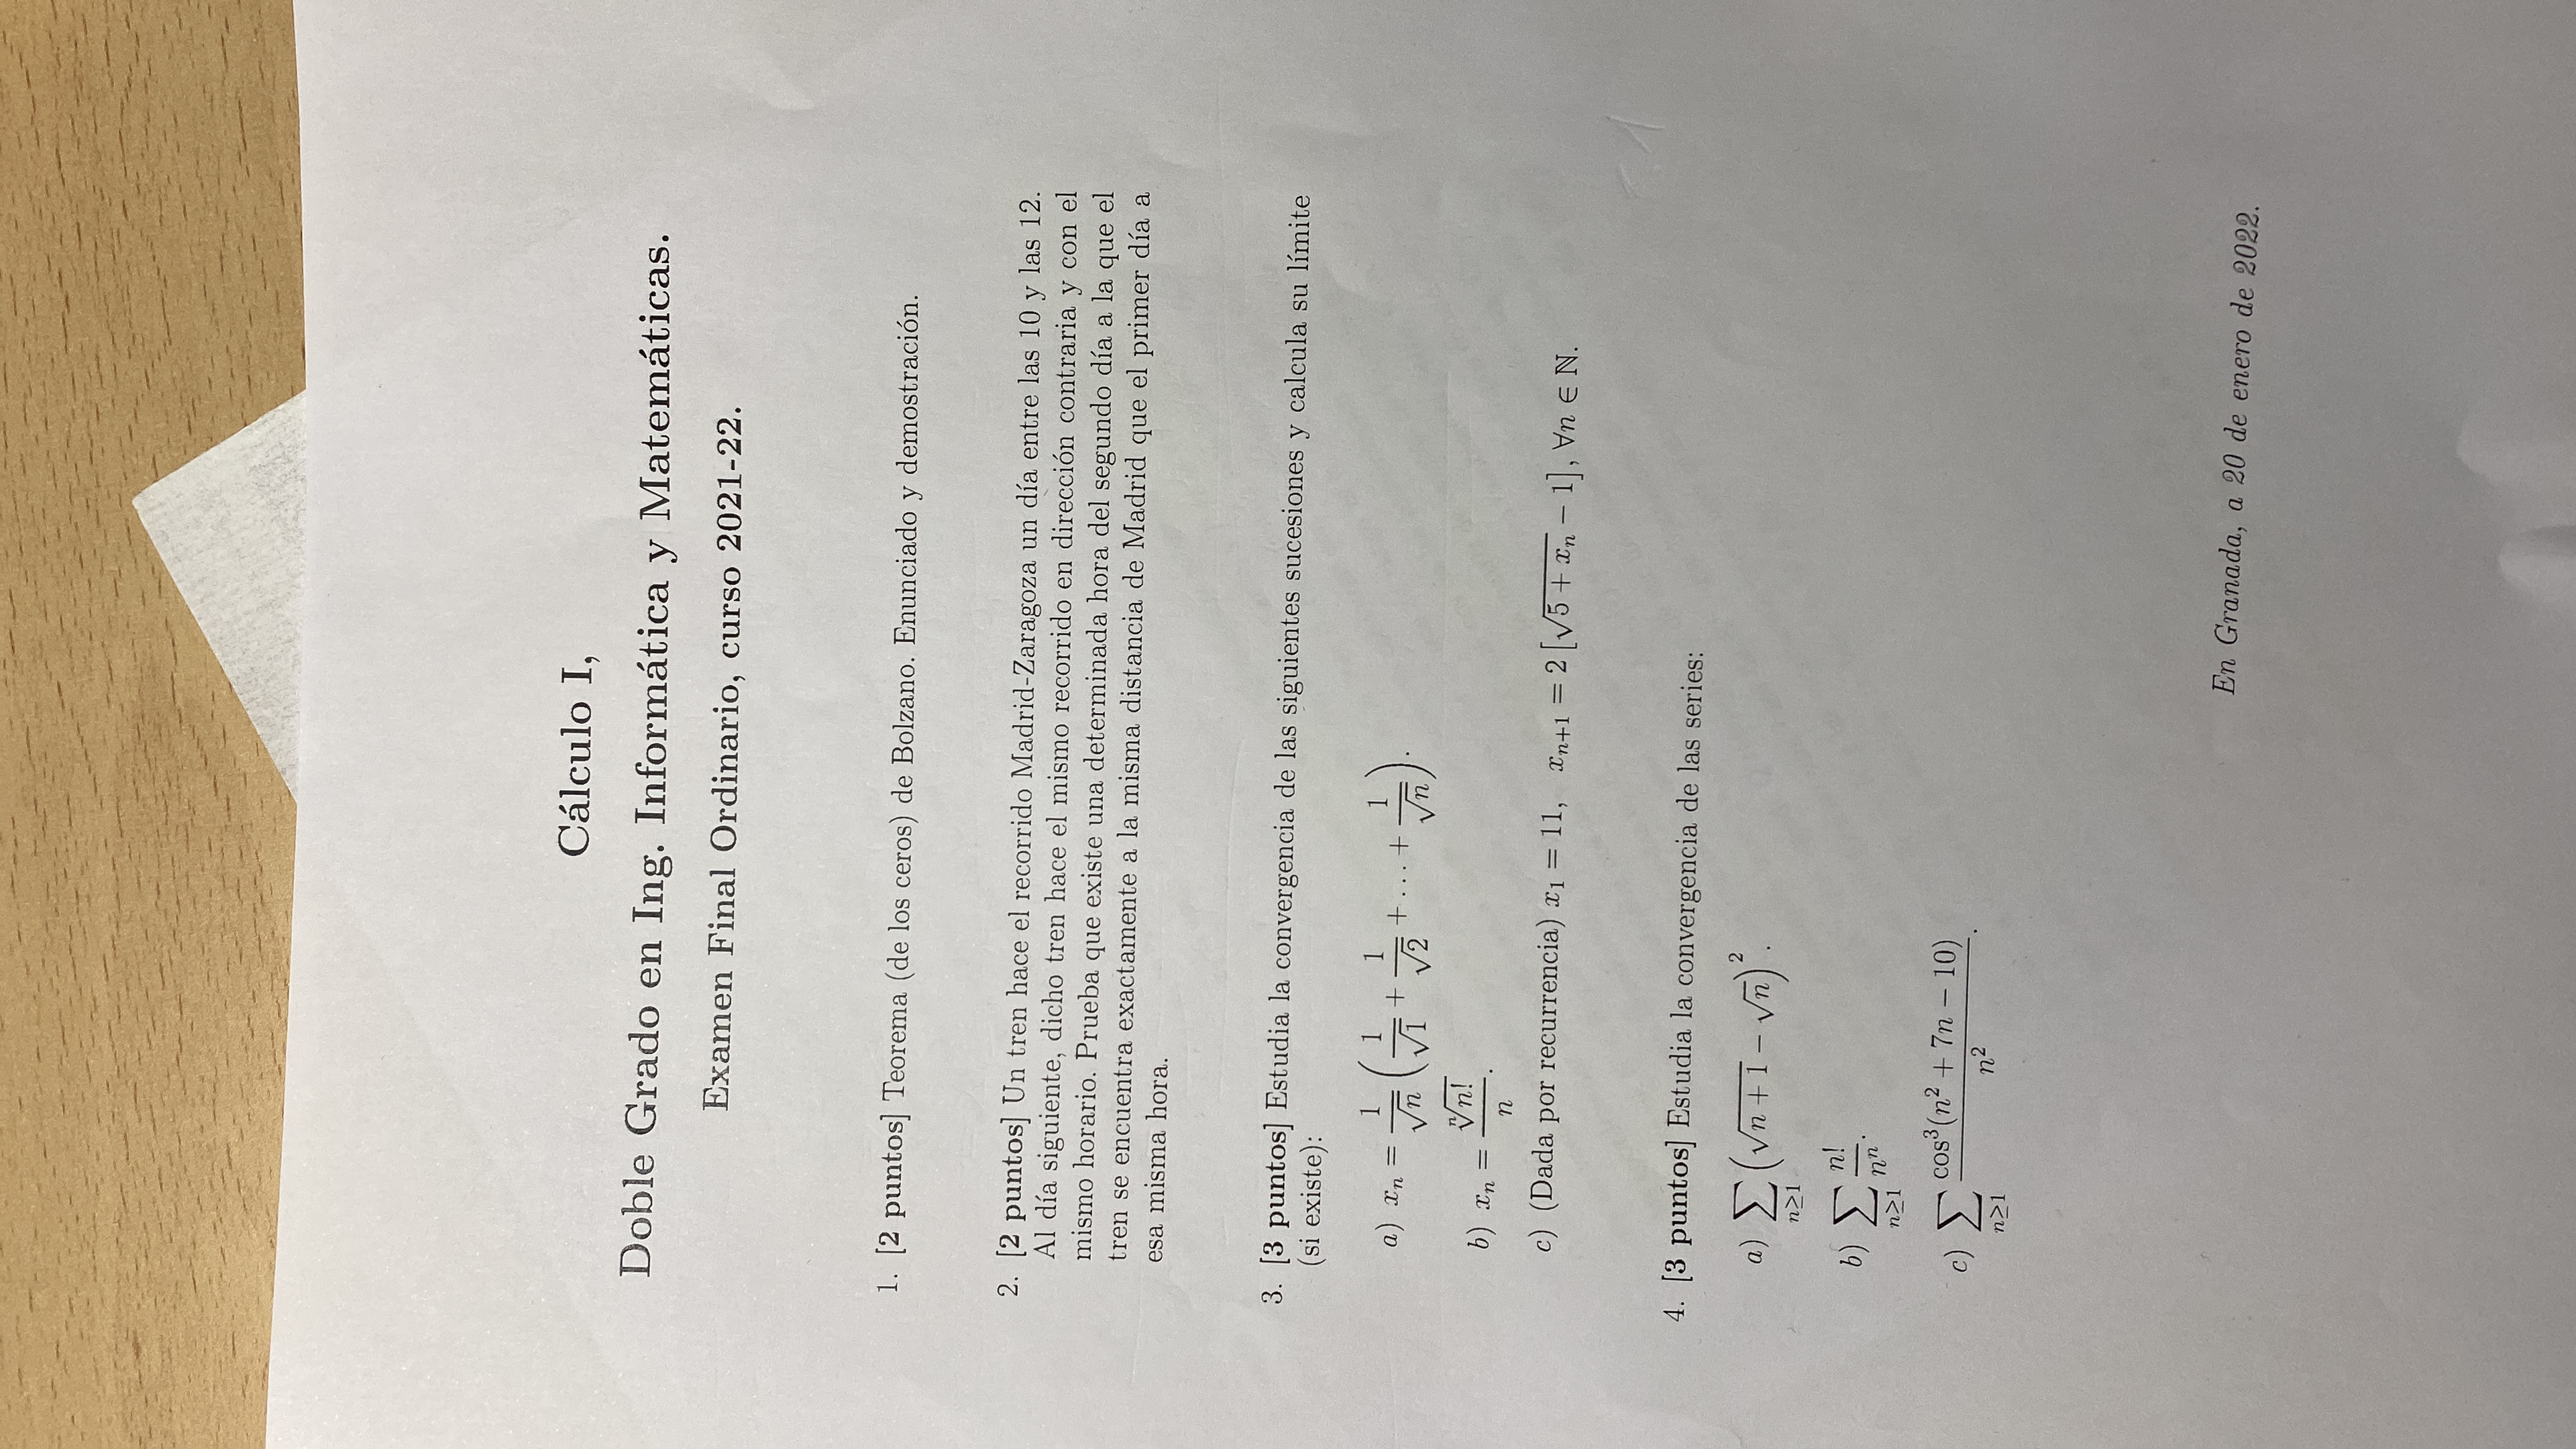 Cálculo I,
Doble Grado en Ing. Informática y Matemáticas.
Examen Final Ordinario, curso 2021-22.
1. [2 puntos] Teorema (de los ceros) de Bolzano. Enunciado y demostración.
2. [2 puntos] Un tren hace el recorrido Madrid-Zaragoza un día entre las 10 y las 12.
Al día siguiente, dicho tren hace el mismo recorrido en dirección contraria y con el
mismo horario. Prueba que existe una determinada hora del segundo día a la que el
tren se encuentra exactamente a la misma distancia de Madrid que el primer día a
esa misma hora.
3. [3 puntos] Estudia la convergencia de las siguientes sucesiones y calcula su límite
(si existe):
a) $x_n = \frac{1}{\sqrt{n}} \left( \frac{1}{\sqrt{1}} + \frac{1}{\sqrt{2}} + \ldots + \frac{1}{\sqrt{n}} \right).$
b) $x_n = \frac{\sqrt[n]{n!}}{n}.$
c) (Dada por recurrencia) $x_1 = 11, \quad x_{n+1} = 2 \left[ \sqrt{5 + x_n} - 1 \right], \forall n \in \mathbb{N}.$
4. [3 puntos] Estudia la convergencia de las series:
a) $\sum_{n \geq 1} \left( \sqrt{n+1} - \sqrt{n} \right)^2.$
b) $\sum_{n \geq 1} \frac{n!}{n^n}.$
c) $\sum_{n \geq 1} \frac{\cos^3(n^2 + 7n - 10)}{n^2}.$
En Granada, a 20 de enero de 2022.